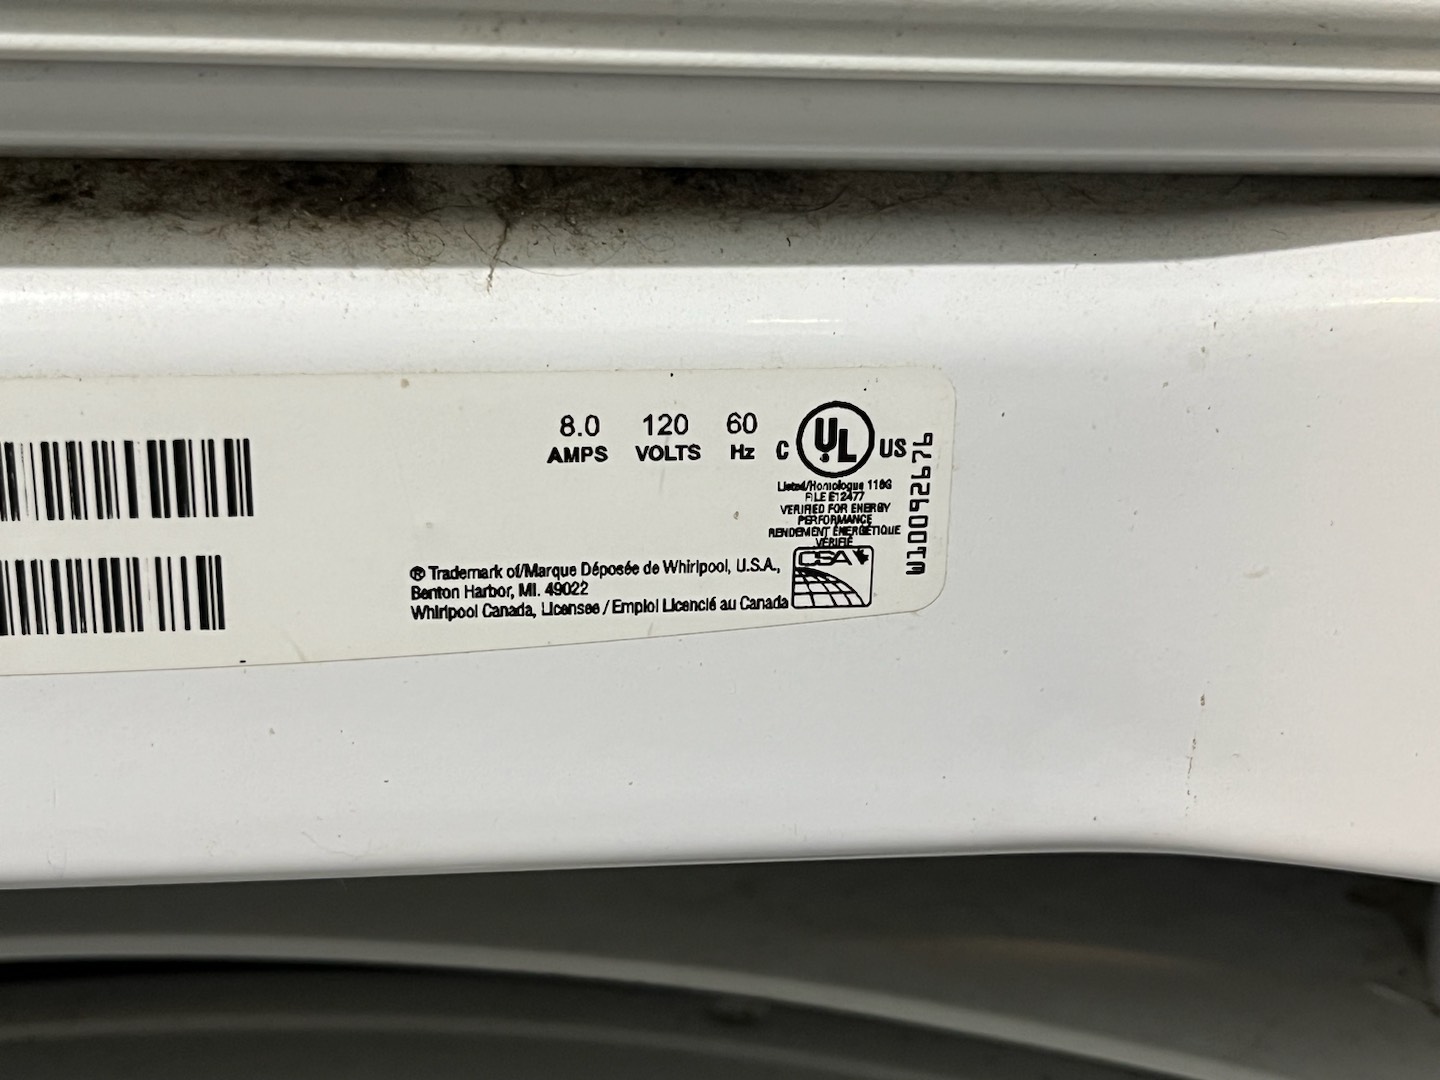 8.0 120 60
AMPS VOLTS Hz
C UL US
Listed/Homologue 118G
FILE E12477
VERIFIED FOR ENERGY
PERFORMANCE
RENDEMENT ÉNERGÉTIQUE
VÉRIFIÉ
CSA
® Trademark of/Marque Déposée de Whirlpool, U.S.A.,
Benton Harbor, MI. 49022
Whirlpool Canada, Licensee / Emploi Licencié au Canada
W10092676